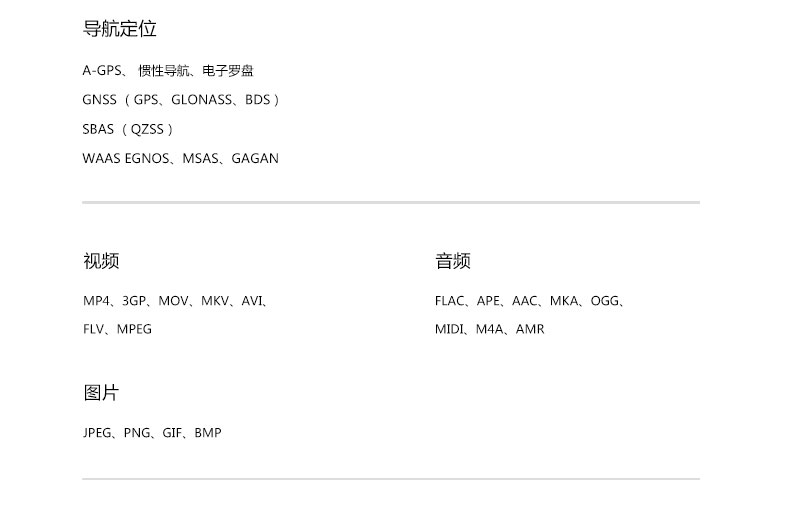 导航定位
A-GPS、 惯性导航、电子罗盘
GNSS（GPS、GLONASS、BDS）
SBAS（QZSS）
WAAS EGNOS、MSAS、GAGAN
视频
MP4、3GP、MOV、MKV、AVI、
FLV、MPEG
音频
FLAC、APE、AAC、MKA、OGG、
MIDI、M4A、AMR
图片
JPEG、PNG、GIF、BMP